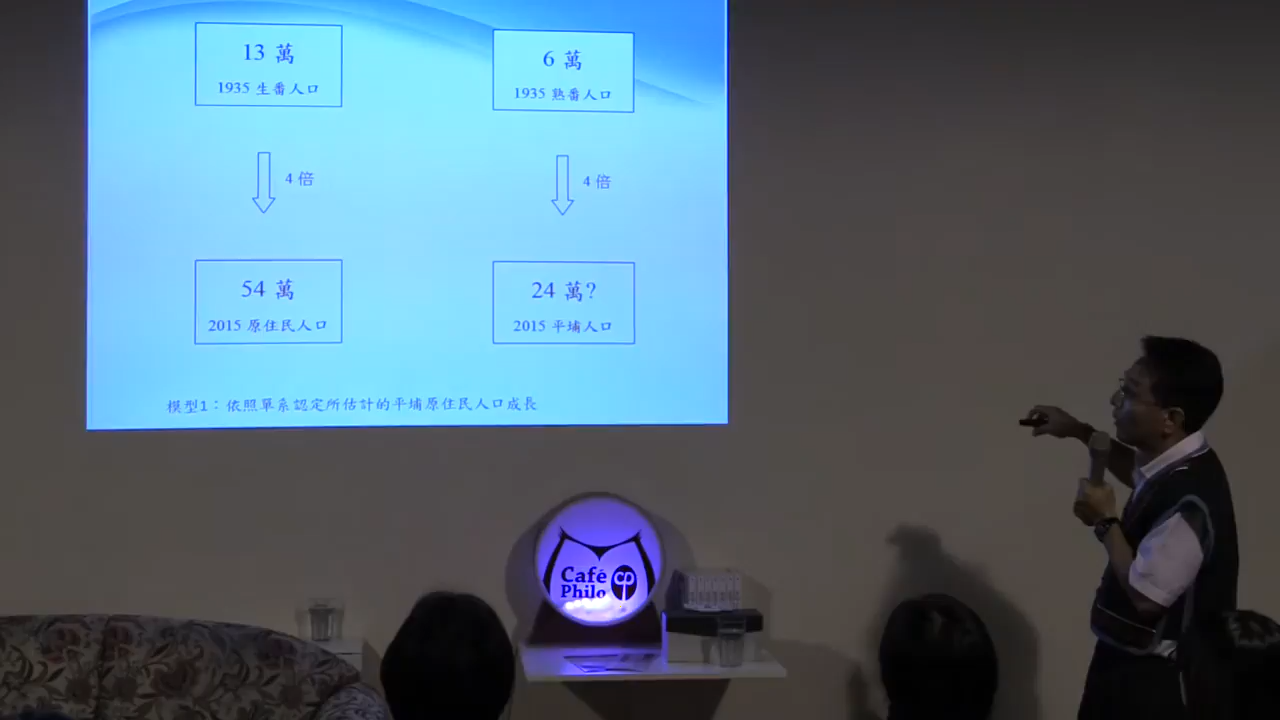 13 萬
1935 生番人口
6 萬
1935 熟番人口
4 倍
4 倍
54 萬
2015 原住民人口
24 萬?
2015 平埔人口
模型1：依照單系認定所估計的平埔原住民人口成長
Café
Philo